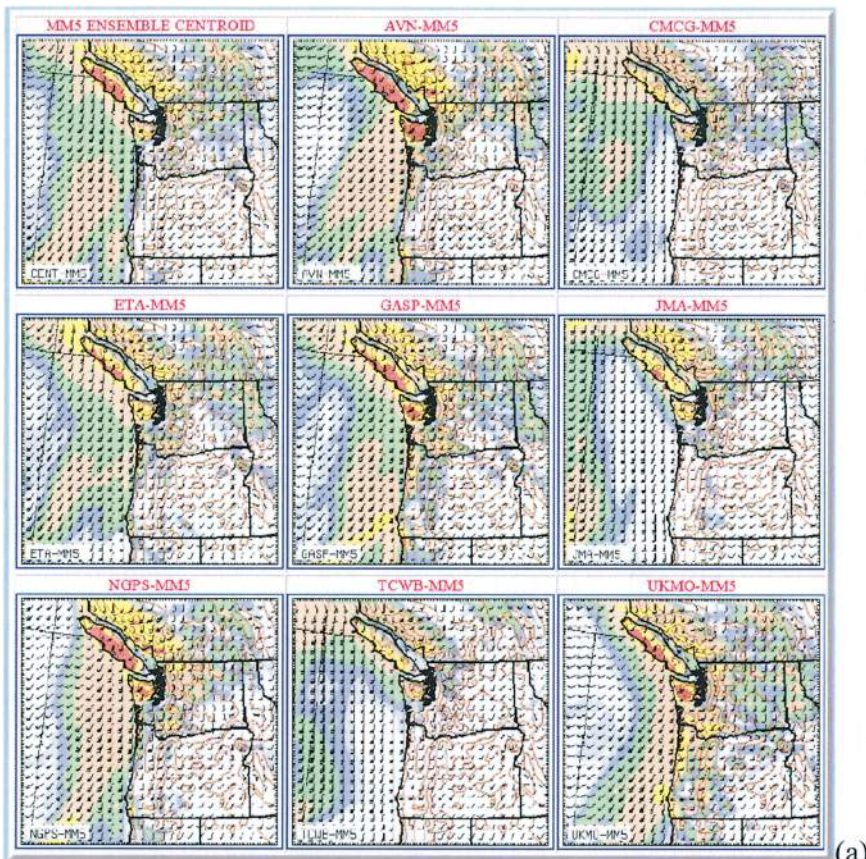 MM5 ENSEMBLE CENTROID AVN-MM5 CMCG-MM5
CENT-MM5 AVN-MM5 CMCG-MM5
ETA-MM5 GASP-MM5 JMA-MM5
ETA-MM5 GASP-MM5 JMA-MM5
NGPS-MM5 TCWB-MM5 UKMO-MM5
NGPS-MM5 TCWB-MM5 UKMO-MM5
(a)